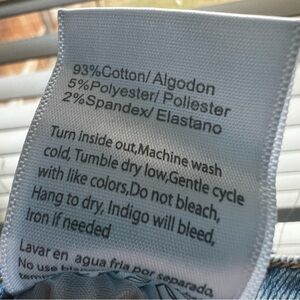 93%Cotton/ Algodon
5%Polyester/ Poliester
2%Spandex/ Elastano
Turn inside out,Machine wash
cold, Tumble dry low,Gentle cycle
with like colors,Do not bleach,
Hang to dry, Indigo will bleed,
Iron if needed
Lavar en agua fria por separado
No use